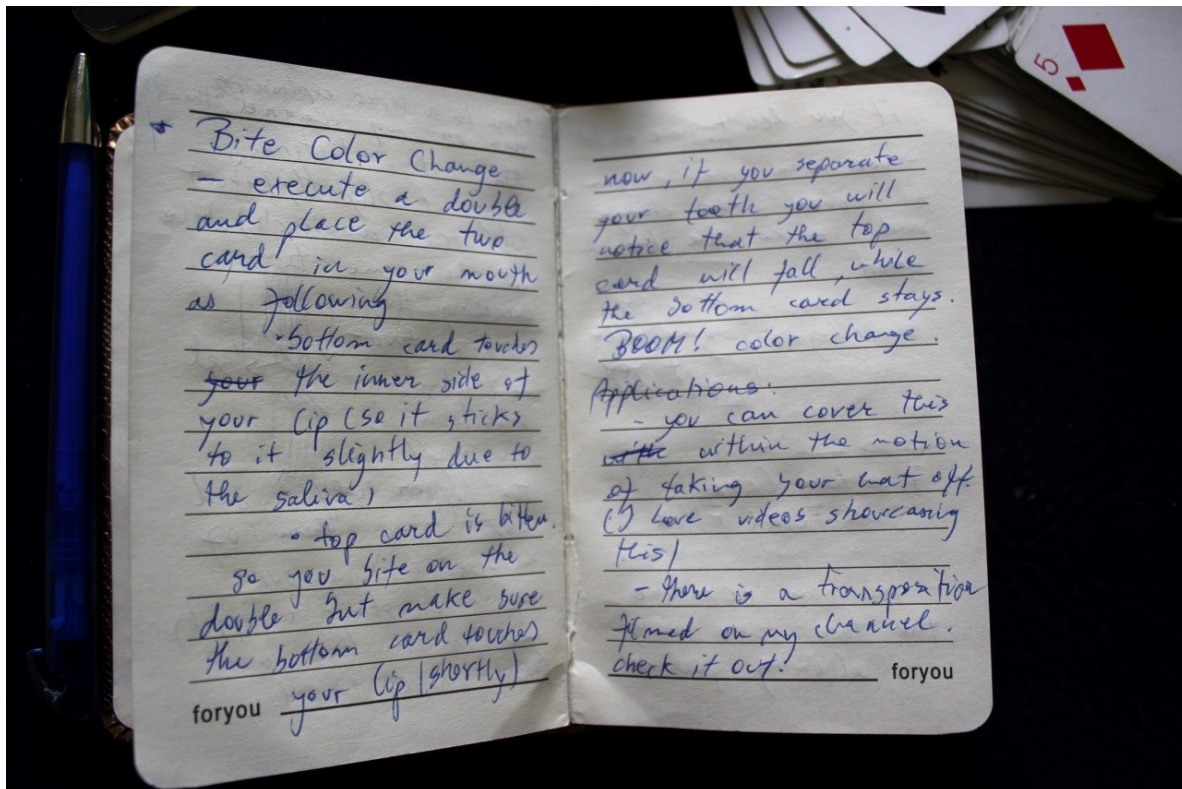 * Bite Color Change
— execute a double
and place the two
card in your mouth
as following
• bottom card touches
your the inner side of
your lip (so it sticks
to it slightly due to
the saliva)
• top card is bitten.
so you bite on the
double but make sure
the bottom card touches
your lip (shortly)
foryou
now, if you separate
your tooth you will
notice that the top
card will fall, while
the bottom card stays.
BOOM! color change.
Applications:
- you can cover this
with within the motion
of taking your hat off.
(I have videos showcasing
this)
- there is a transposition
filmed on my channel.
check it out!
foryou
5